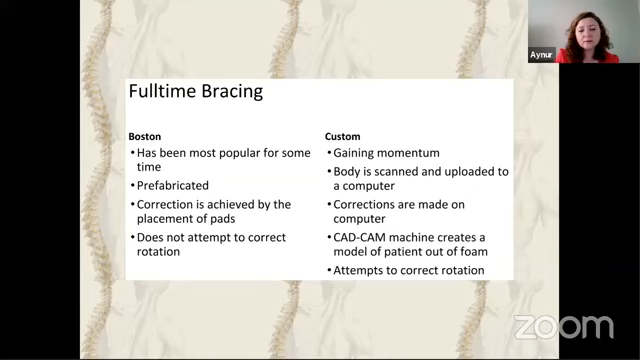 Aynur
Fulltime Bracing
Boston
• Has been most popular for some
time
• Prefabricated
• Correction is achieved by the
placement of pads
• Does not attempt to correct
rotation
Custom
• Gaining momentum
• Body is scanned and uploaded to
a computer
• Corrections are made on
computer
• CAD-CAM machine creates a
model of patient out of foam
• Attempts to correct rotation
zoom